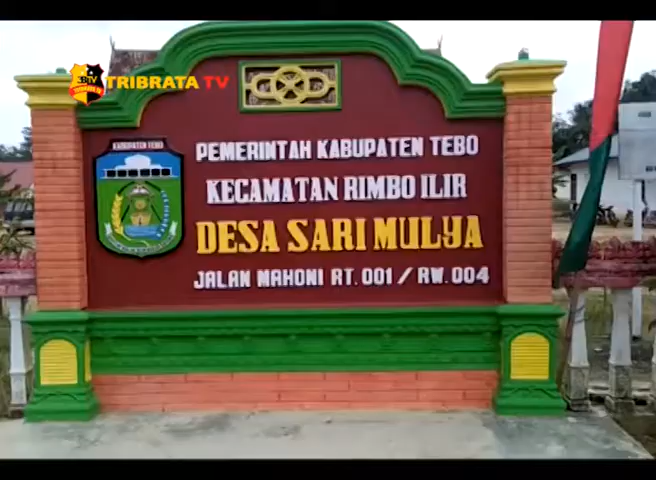 TRIBRATA TV
KABUPATEN TEBO
PEMERINTAH KABUPATEN TEBO
KECAMATAN RIMBO ILIR
DESA SARI MULYA
JALAN MAHONI RT. 001 / RW. 004